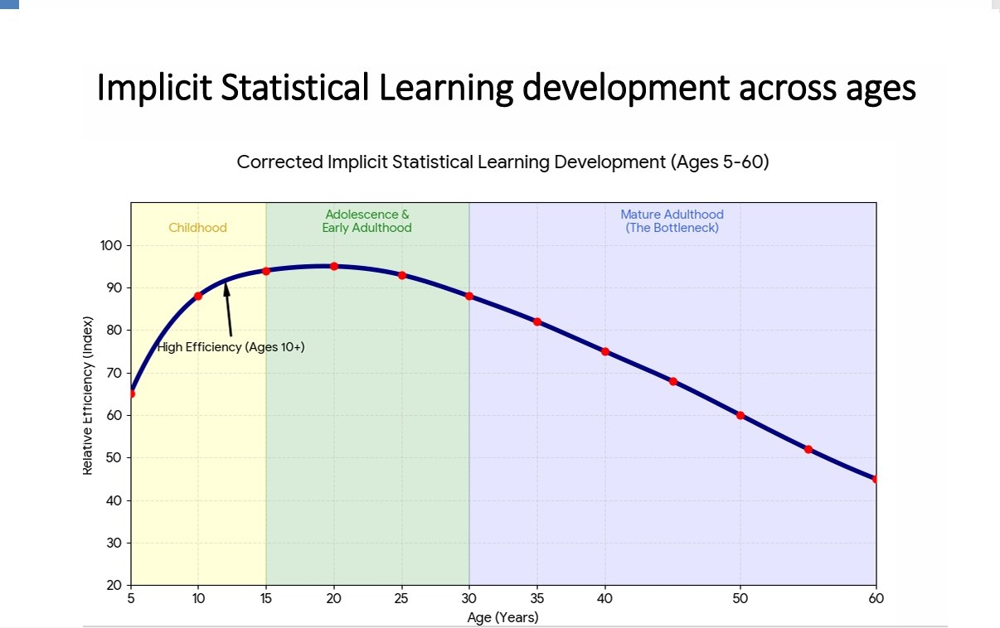 Implicit Statistical Learning development across ages
Corrected Implicit Statistical Learning Development (Ages 5-60)
Childhood
Adolescence &
Early Adulthood
Mature Adulthood
(The Bottleneck)
High Efficiency (Ages 10+)
Relative Efficiency (Index)
100
90
80
70
60
50
40
30
20
5 10 15 20 25 30 35 40 50 60
Age (Years)